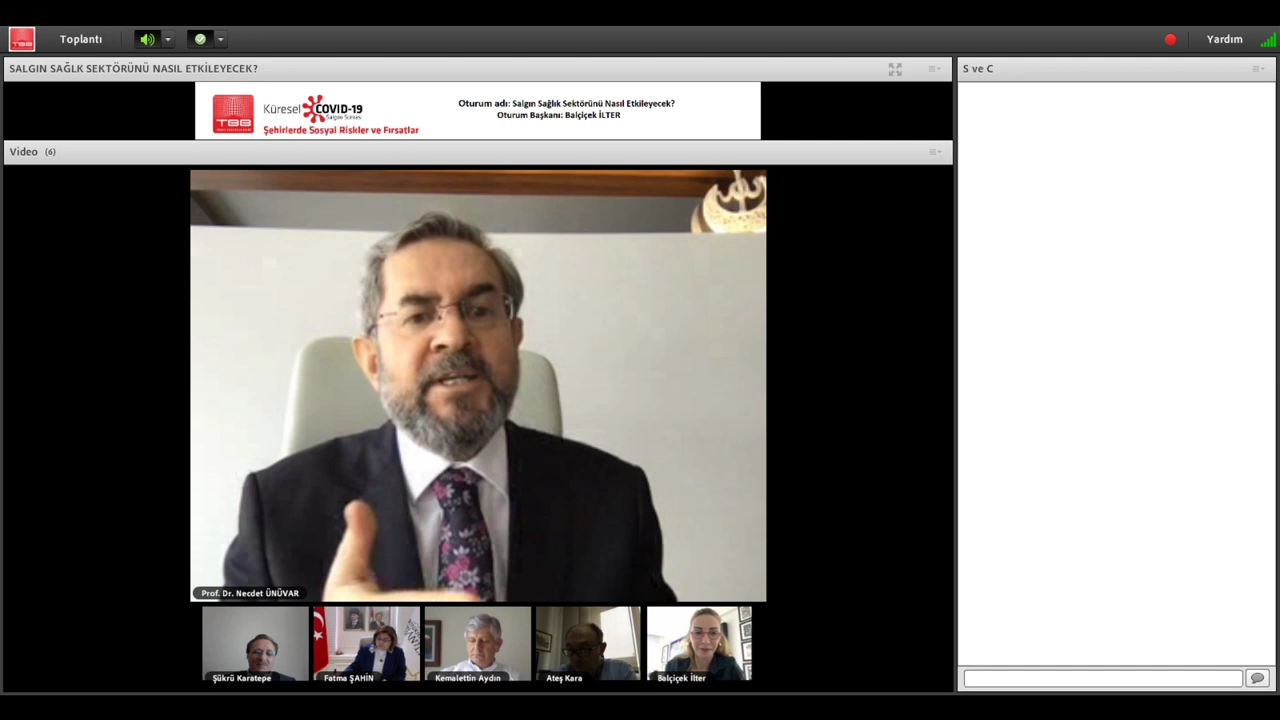 Toplantı
Yardım
SALGIN SAĞLK SEKTÖRÜNÜ NASIL ETKİLEYECEK?
S ve C
TBB
Küresel COVID-19
Salgın Sonrası
Şehirlerde Sosyal Riskler ve Fırsatlar
Oturum adı: Salgın Sağlık Sektörünü Nasıl Etkileyecek?
Oturum Başkanı: Balçiçek İLTER
Video (6)
Prof. Dr. Necdet ÜNÜVAR
Şükrü Karatepe
Fatma ŞAHİN
Kemalettin Aydın
Ateş Kara
Balçiçek İlter